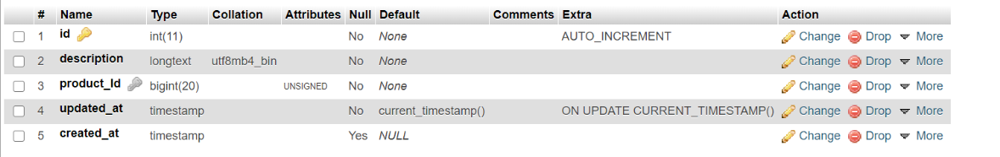 # Name Type Collation Attributes Null Default Comments Extra Action
1 id int(11) No None AUTO_INCREMENT Change Drop More
2 description longtext utf8mb4_bin No None Change Drop More
3 product_Id bigint(20) UNSIGNED No None Change Drop More
4 updated_at timestamp No current_timestamp() ON UPDATE CURRENT_TIMESTAMP() Change Drop More
5 created_at timestamp Yes NULL Change Drop More